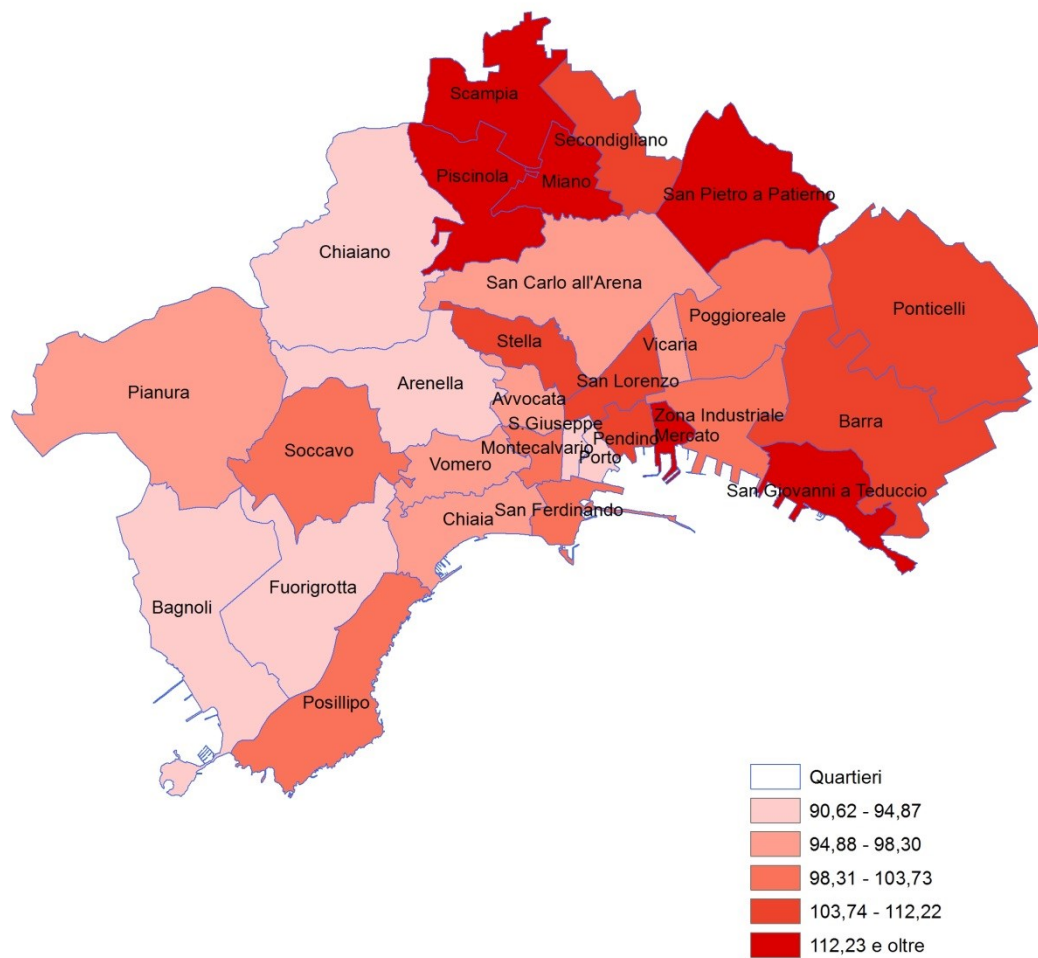 Scampia
Secondigliano
Piscinola
Miano
San Pietro a Patierno
Chiaiano
San Carlo all'Arena
Ponticelli
Poggioreale
Stella
Vicaria
Pianura
Arenella
San Lorenzo
Avvocata
Zona Industriale
Barra
S.Giuseppe
Pendino
Mercato
Soccavo
Montecalvario
Porto
Vomero
San Giovanni a Teduccio
Chiaia
San Ferdinando
Fuorigrotta
Bagnoli
Posillipo
Quartieri
90,62 - 94,87
94,88 - 98,30
98,31 - 103,73
103,74 - 112,22
112,23 e oltre